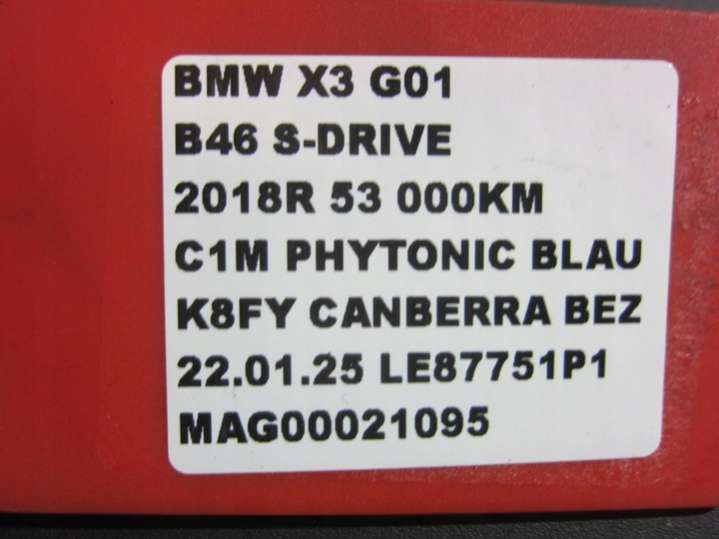 BMW X3 G01
B46 S-DRIVE
2018R 53 000KM
C1M PHYTONIC BLAU
K8FY CANBERRA BEZ
22.01.25 LE87751P1
MAG00021095